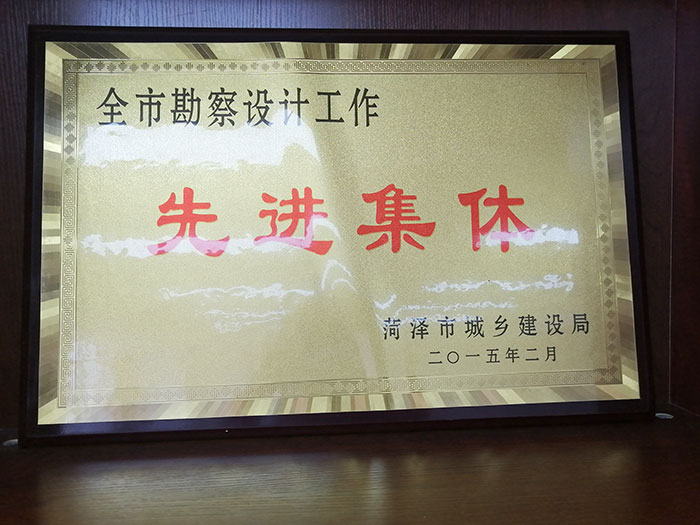 全市勘察设计工作
先进集体
菏泽市城乡建设局
二〇一五年二月